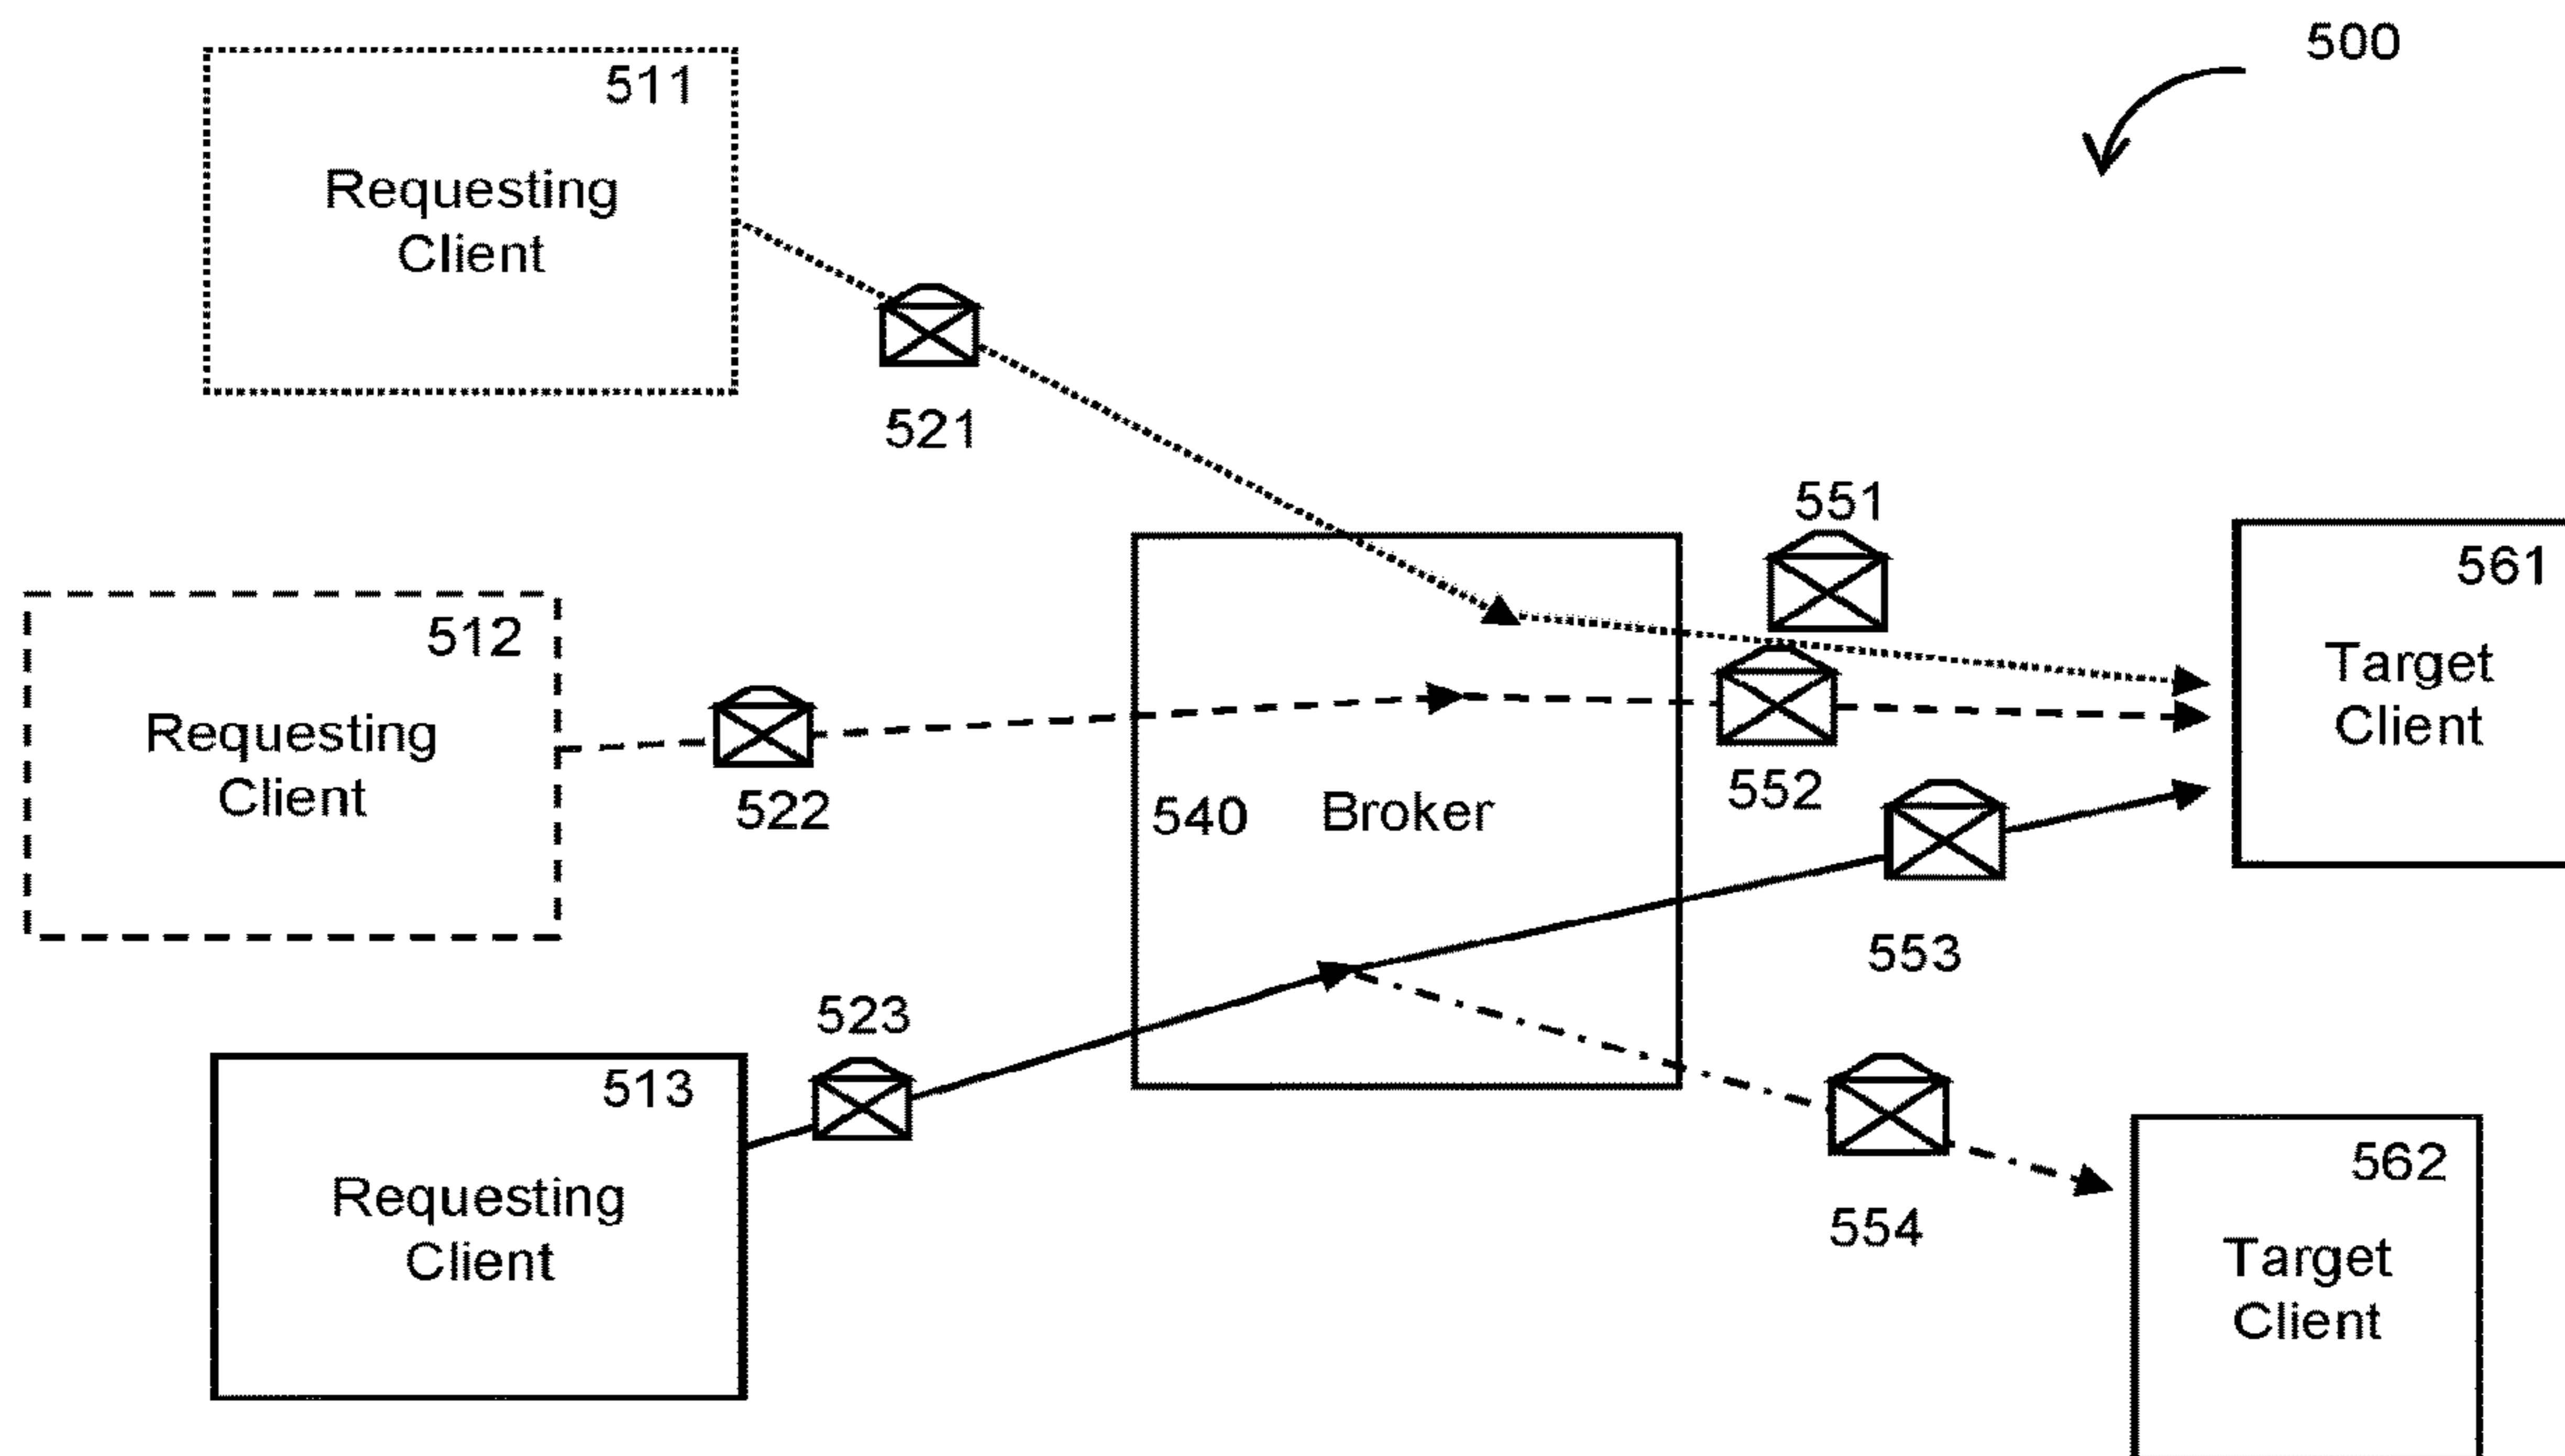 500
511
Requesting
Client
521
551
561
Target
Client
512
Requesting
Client
522
552
540
Broker
553
523
513
Requesting
Client
554
562
Target
Client